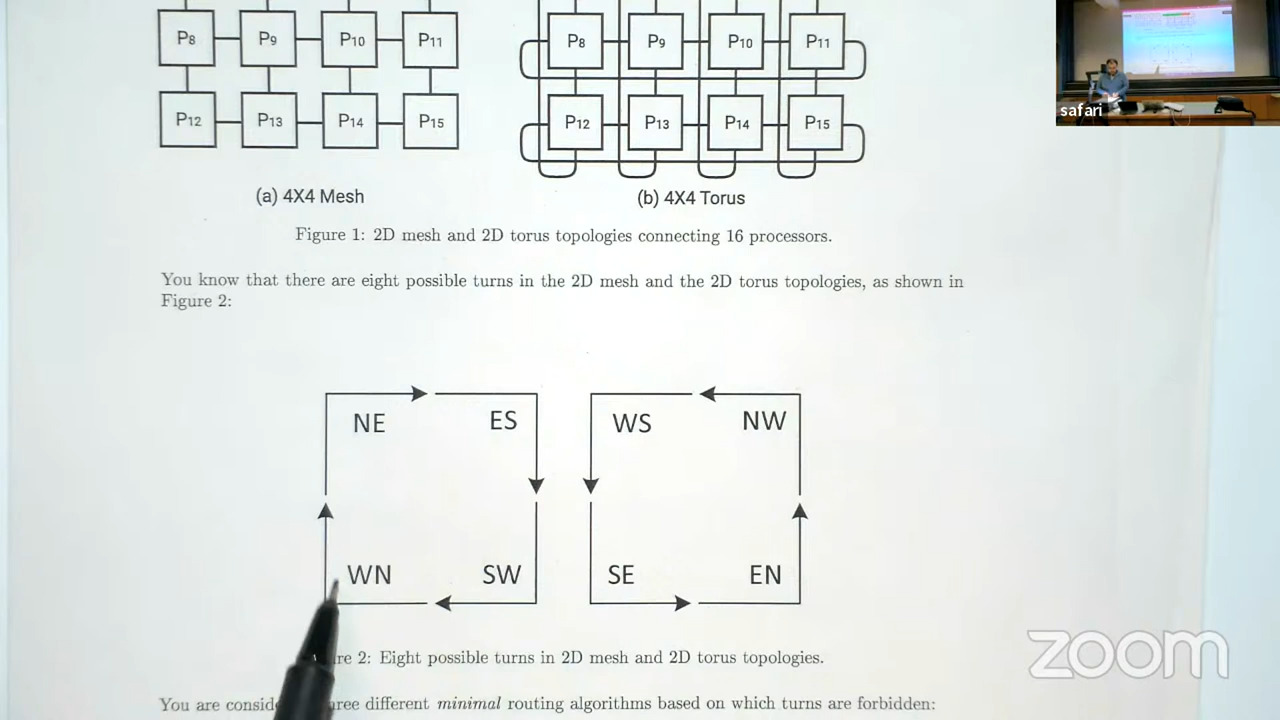 P8 P9 P10 P11
P12 P13 P14 P15
P8 P9 P10 P11
P12 P13 P14 P15
(a) 4X4 Mesh
(b) 4X4 Torus
Figure 1: 2D mesh and 2D torus topologies connecting 16 processors.
You know that there are eight possible turns in the 2D mesh and the 2D torus topologies, as shown in
Figure 2:
NE ES WS NW
WN SW SE EN
re 2: Eight possible turns in 2D mesh and 2D torus topologies.
You are consid ree different minimal routing algorithms based on which turns are forbidden:
safari
zoom